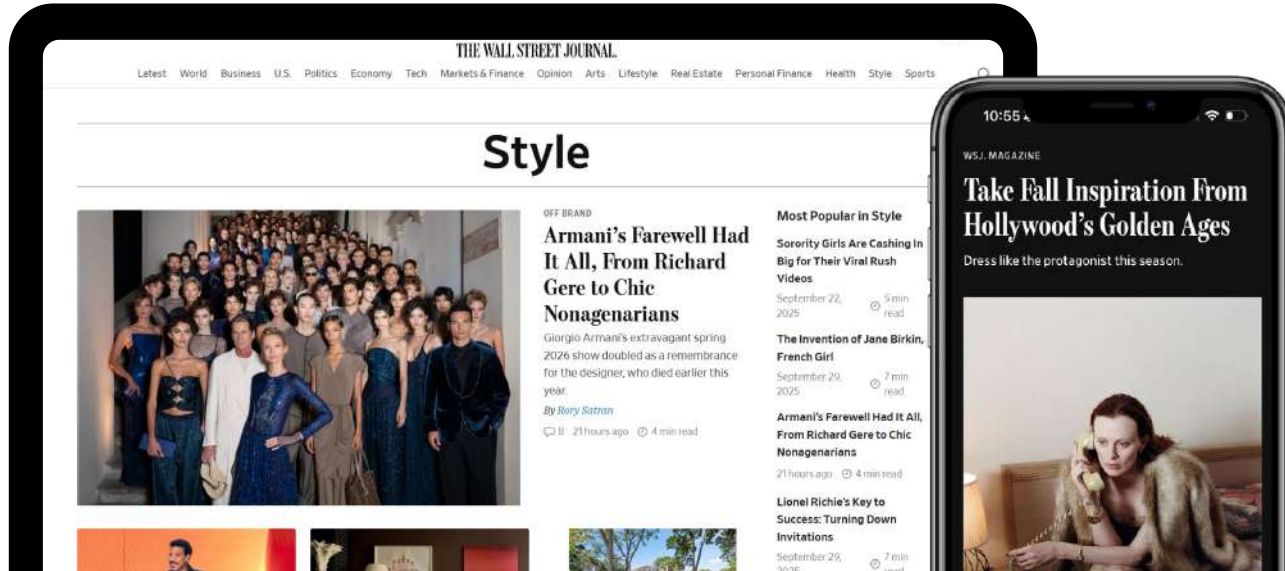 THE WALL STREET JOURNAL.
Latest World Business U.S. Politics Economy Tech Markets & Finance Opinion Arts Lifestyle Real Estate Personal Finance Health Style Sports
Style
OFF BRAND
Armani's Farewell Had
It All, From Richard
Gere to Chic
Nonagenarians
Giorgio Armani's extravagant spring
2026 show doubled as a remembrance
for the designer, who died earlier this
year.
By Rory Satran
21 hours ago 4 min read
Most Popular in Style
Sorority Girls Are Cashing In
Big for Their Viral Rush
Videos
September 22, 5 min
2025 read
The Invention of Jane Birkin,
French Girl
September 29, 7 min
2025 read
Armani's Farewell Had It All,
From Richard Gere to Chic
Nonagenarians
21 hours ago 4 min read
Lionel Richie's Key to
Success: Turning Down
Invitations
September 29, 7 min
2025 read
10:55
WSJ. MAGAZINE
Take Fall Inspiration From
Hollywood's Golden Ages
Dress like the protagonist this season.